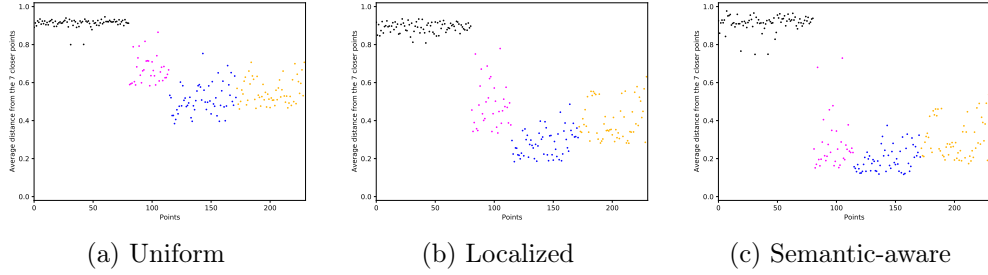 Average distance from the 7 closer points
1.0
0.8
0.6
0.4
0.2
0.0
0 50 100 150 200
Points
(a) Uniform
Average distance from the 7 closer points
1.0
0.8
0.6
0.4
0.2
0.0
0 50 100 150 200
Points
(b) Localized
Average distance from the 7 closer points
1.0
0.8
0.6
0.4
0.2
0.0
0 50 100 150 200
Points
(c) Semantic-aware